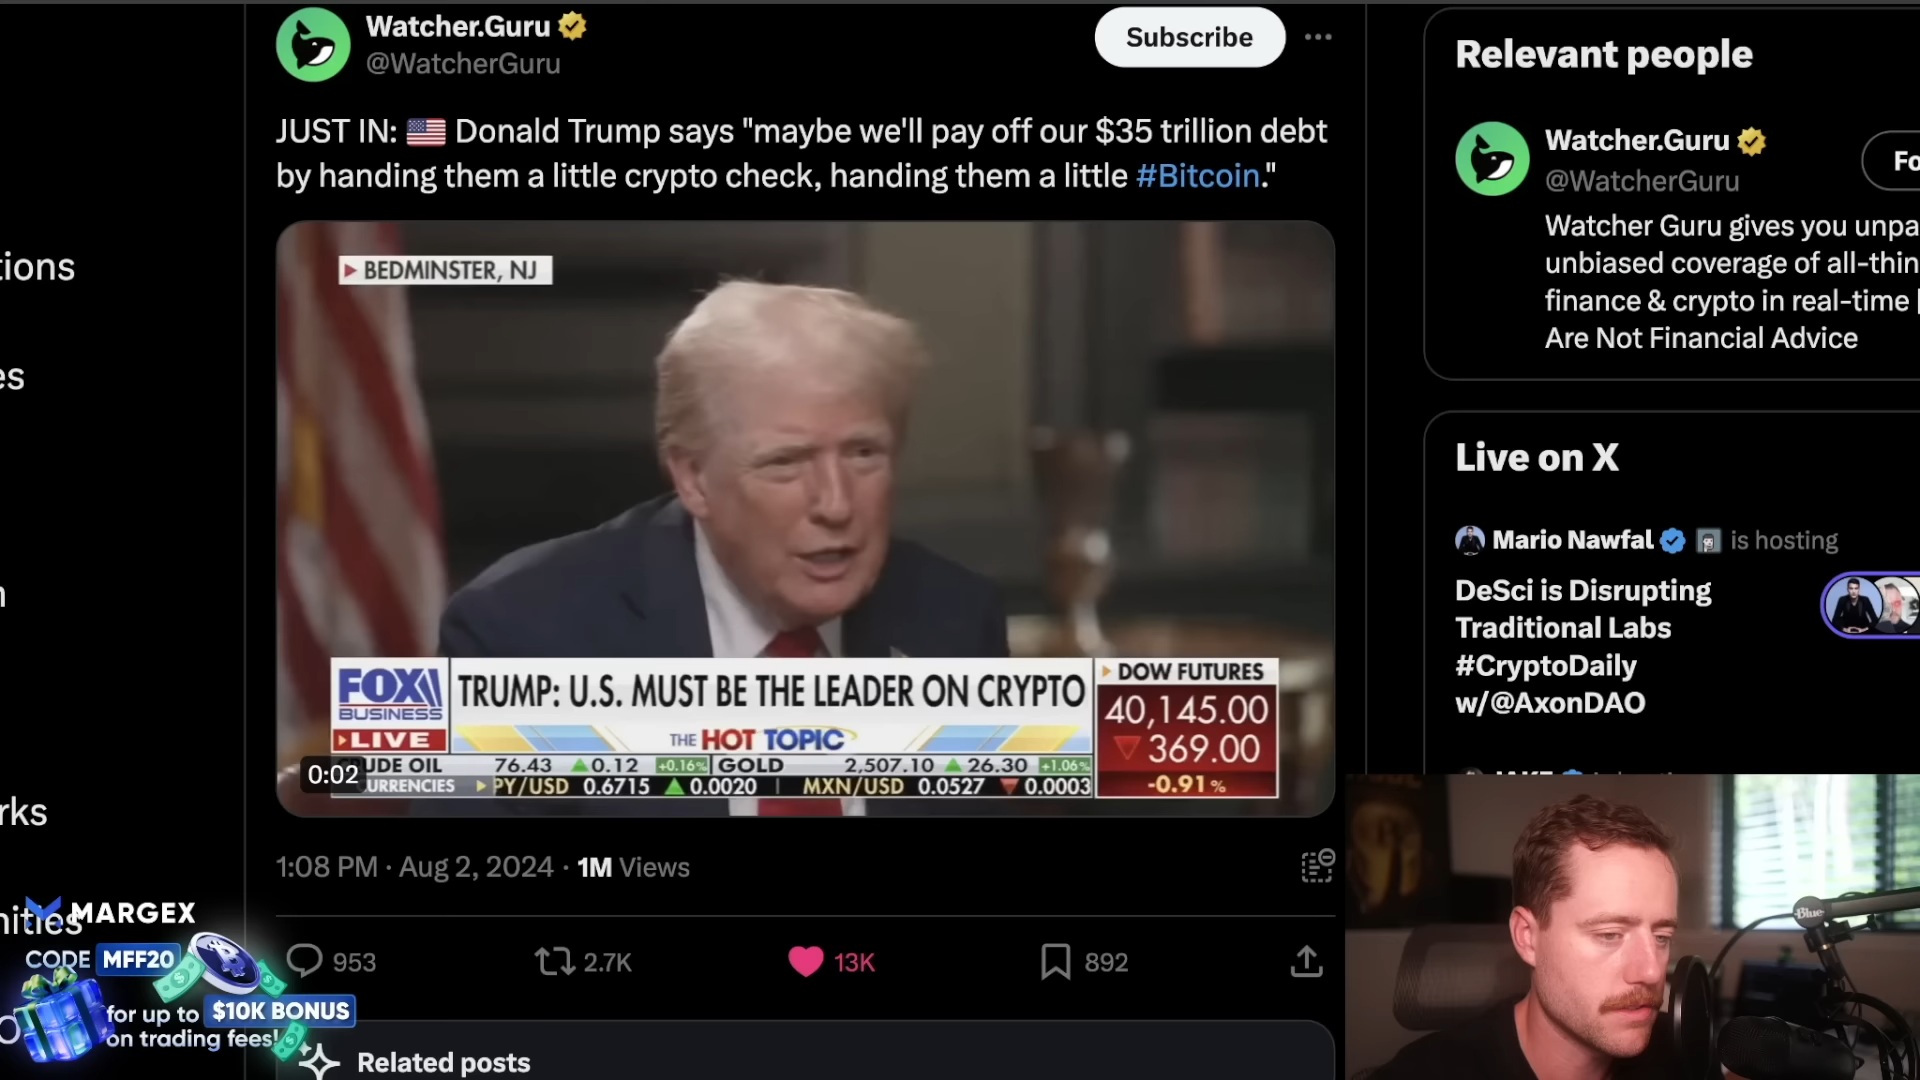 Watcher.Guru
@WatcherGuru
Subscribe
JUST IN: 🇺🇸 Donald Trump says "maybe we'll pay off our $35 trillion debt
by handing them a little crypto check, handing them a little #Bitcoin."
BEDMINSTER, NJ
FOX
BUSINESS
LIVE
TRUMP: U.S. MUST BE THE LEADER ON CRYPTO
THE HOT TOPIC
DOW FUTURES
40,145.00
369.00
-0.91%
0:02
UDE OIL 76.43 0.12 +0.16% GOLD 2,507.10 26.30 +1.06%
URRENCIES PY/USD 0.6715 0.0020 | MXN/USD 0.0527 0.0003
1:08 PM · Aug 2, 2024 · 1M Views
953 2.7K 13K 892
Related posts
Relevant people
Watcher.Guru
@WatcherGuru
Fo
Watcher Guru gives you unpa
unbiased coverage of all-thin
finance & crypto in real-time |
Are Not Financial Advice
Live on X
Mario Nawfal is hosting
DeSci is Disrupting
Traditional Labs
#CryptoDaily
w/@AxonDAO
Blue
tions
es
n
rks
nities
MARGEX
CODE MFF20
for up to $10K BONUS
on trading fees!